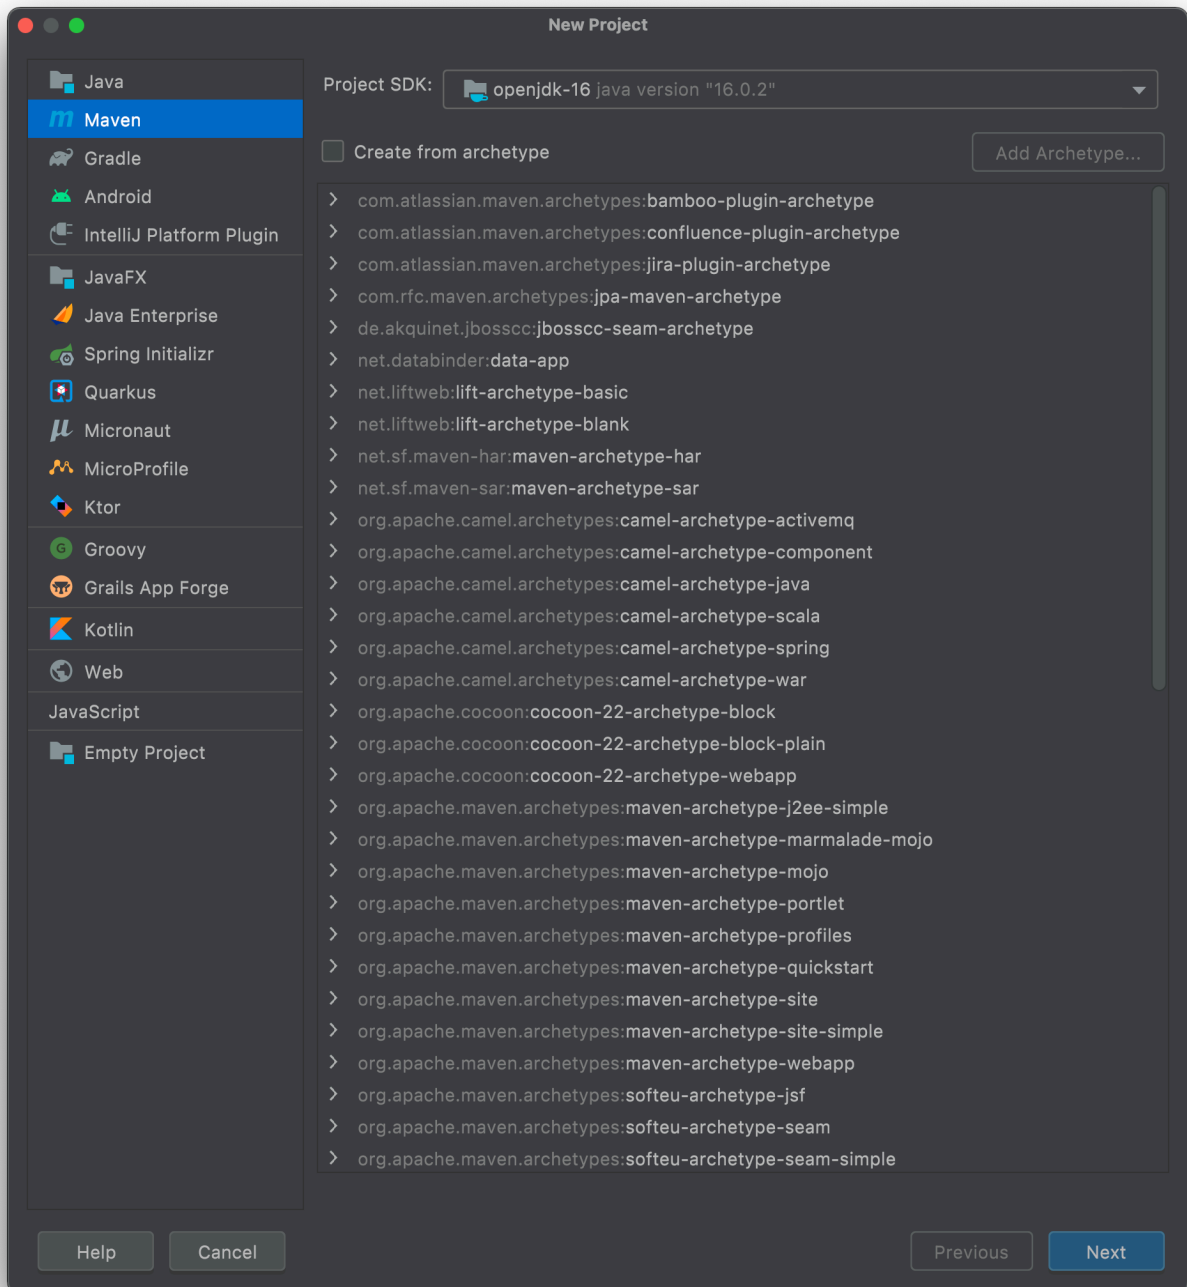 New Project
Java
Maven
Gradle
Android
IntelliJ Platform Plugin
JavaFX
Java Enterprise
Spring Initializr
Quarkus
Micronaut
MicroProfile
Ktor
Groovy
Grails App Forge
Kotlin
Web
JavaScript
Empty Project
Project SDK: openjdk-16 java version "16.0.2"
Create from archetype
Add Archetype...
com.atlassian.maven.archetypes:bamboo-plugin-archetype
com.atlassian.maven.archetypes:confluence-plugin-archetype
com.atlassian.maven.archetypes:jira-plugin-archetype
com.rfc.maven.archetypes:jpa-maven-archetype
de.akquinet.jbosscc:jbosscc-seam-archetype
net.databinder:data-app
net.liftweb:lift-archetype-basic
net.liftweb:lift-archetype-blank
net.sf.maven-har:maven-archetype-har
net.sf.maven-sar:maven-archetype-sar
org.apache.camel.archetypes:camel-archetype-activemq
org.apache.camel.archetypes:camel-archetype-component
org.apache.camel.archetypes:camel-archetype-java
org.apache.camel.archetypes:camel-archetype-scala
org.apache.camel.archetypes:camel-archetype-spring
org.apache.camel.archetypes:camel-archetype-war
org.apache.cocoon:cocoon-22-archetype-block
org.apache.cocoon:cocoon-22-archetype-block-plain
org.apache.cocoon:cocoon-22-archetype-webapp
org.apache.maven.archetypes:maven-archetype-j2ee-simple
org.apache.maven.archetypes:maven-archetype-marmalade-mojo
org.apache.maven.archetypes:maven-archetype-mojo
org.apache.maven.archetypes:maven-archetype-portlet
org.apache.maven.archetypes:maven-archetype-profiles
org.apache.maven.archetypes:maven-archetype-quickstart
org.apache.maven.archetypes:maven-archetype-site
org.apache.maven.archetypes:maven-archetype-site-simple
org.apache.maven.archetypes:maven-archetype-webapp
org.apache.maven.archetypes:softeu-archetype-jsf
org.apache.maven.archetypes:softeu-archetype-seam
org.apache.maven.archetypes:softeu-archetype-seam-simple
Help
Cancel
Previous
Next